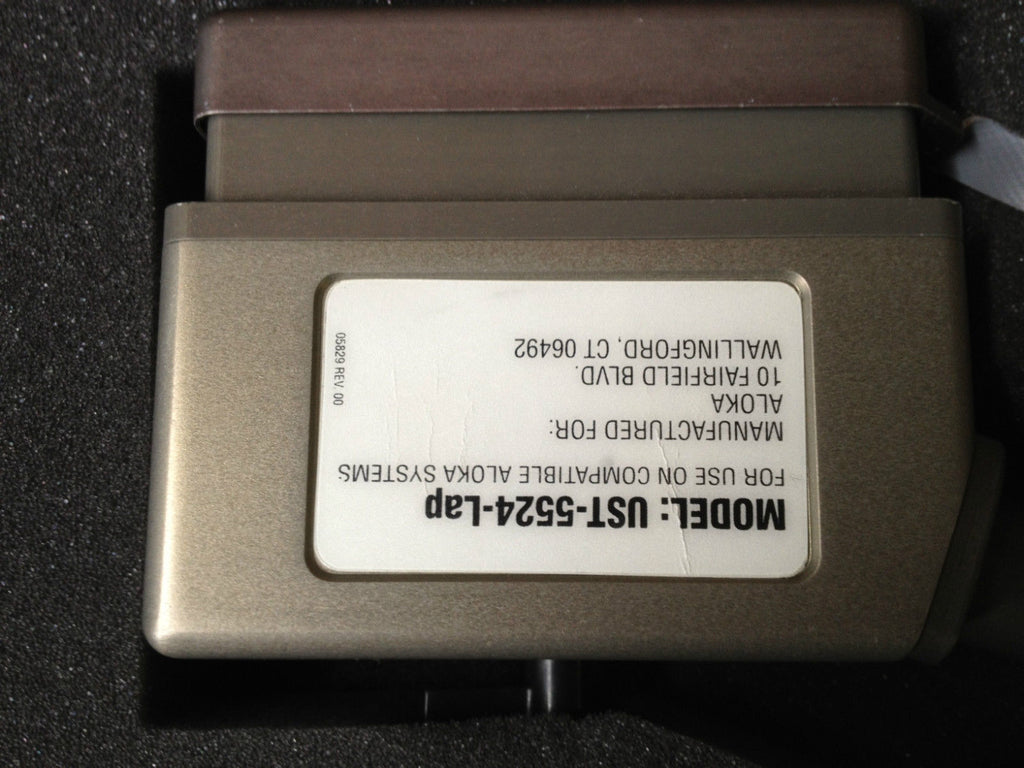 MODEL: UST-5524-Lap
FOR USE ON COMPATIBLE ALOKA SYSTEMS
MANUFACTURED FOR:
ALOKA
10 FAIRFIELD BLVD.
WALLINGFORD, CT 06492
05829 REV. 00